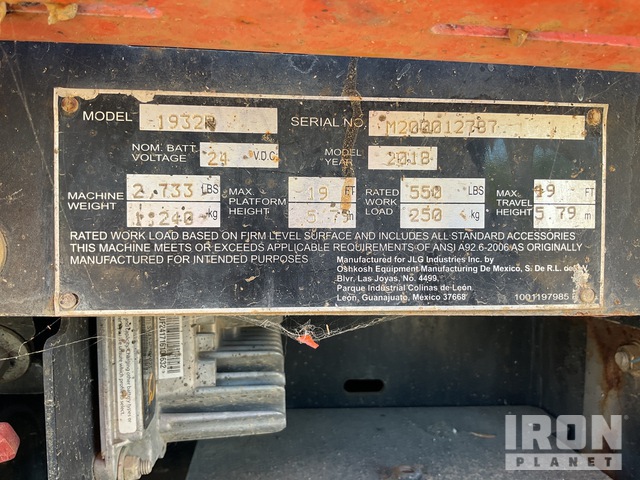 MODEL 1932R SERIAL NO. M200012787
NOM. BATT. VOLTAGE 24 V.D.C. MODEL YEAR 2018
MACHINE WEIGHT 2,733 LBS 1,240 kg MAX. PLATFORM HEIGHT 19 FT 5.79 m RATED WORK LOAD 550 LBS 250 kg MAX. TRAVEL HEIGHT 19 FT 5.79 m
RATED WORK LOAD BASED ON FIRM LEVEL SURFACE AND INCLUDES ALL STANDARD ACCESSORIES
THIS MACHINE MEETS OR EXCEEDS APPLICABLE REQUIREMENTS OF ANSI A92.6-2006 AS ORIGINALLY
MANUFACTURED FOR INTENDED PURPOSES
Manufactured for JLG Industries Inc. by
Oshkosh Equipment Manufacturing De Mexico, S. De R.L. de V
Blvr. Las Joyas, No. 4499.
Parque Industrial Colinas de León
León, Guanajuato, México 37668
1001197985
IRON
PLANET